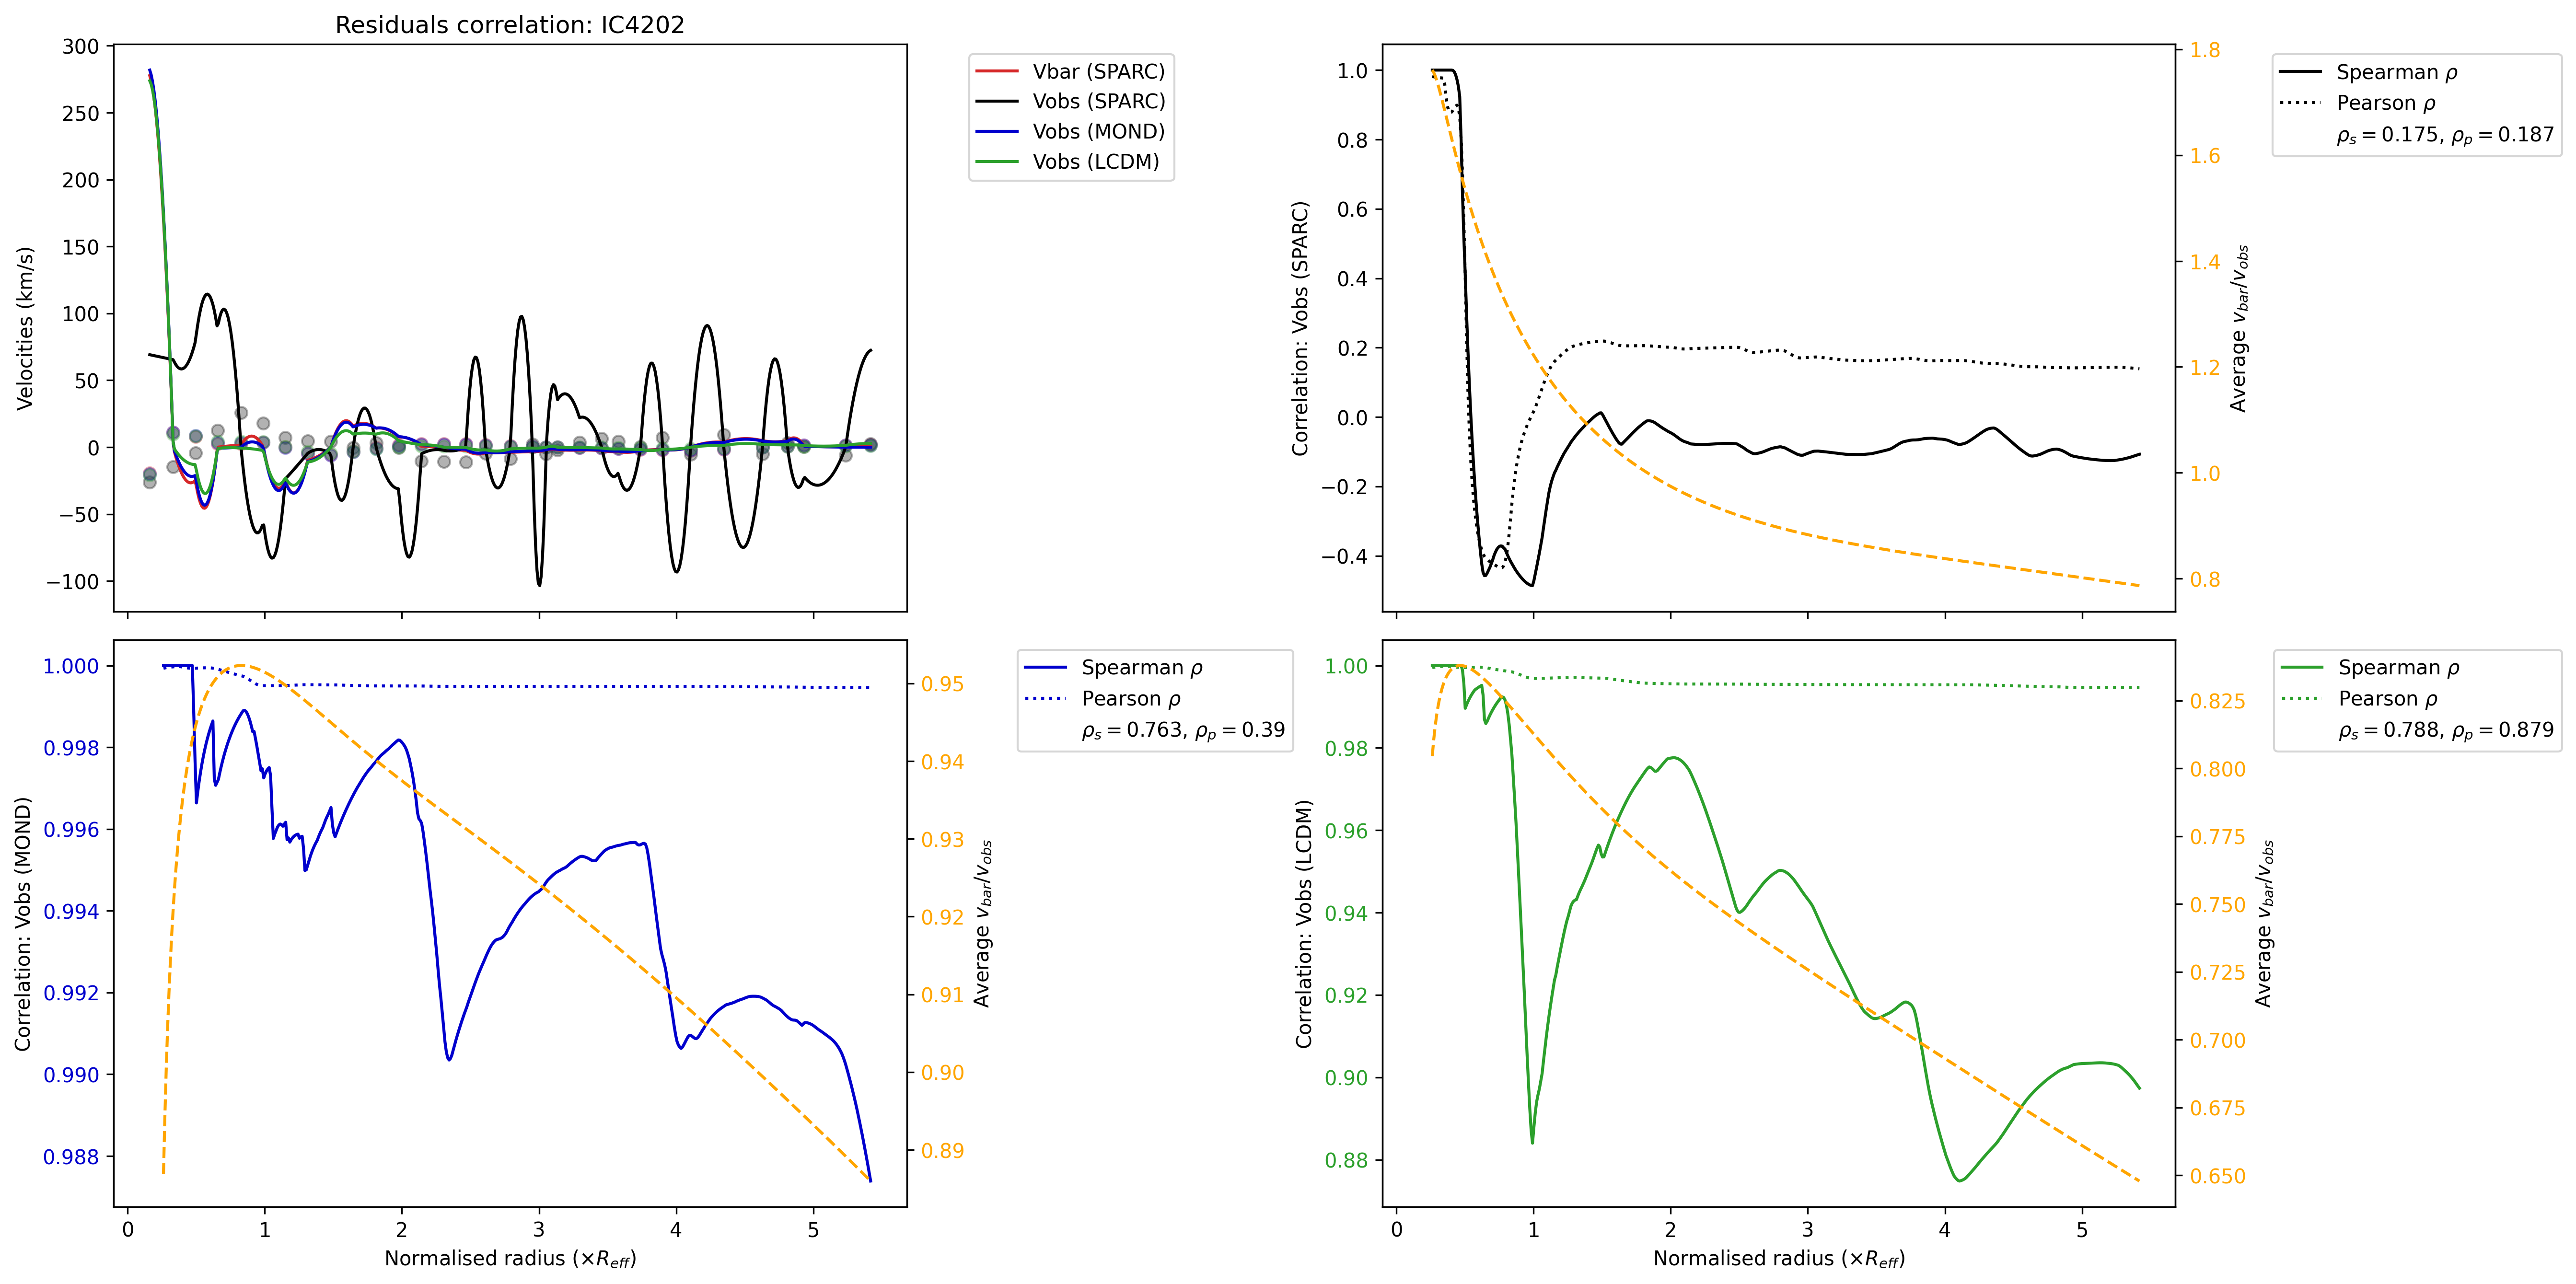 Residuals correlation: IC4202
300
250
200
150
100
50
0
−50
−100
Velocities (km/s)
Vbar (SPARC)
Vobs (SPARC)
Vobs (MOND)
Vobs (LCDM)
1.0
0.8
0.6
0.4
0.2
0.0
−0.2
−0.4
Correlation: Vobs (SPARC)
1.8
1.6
1.4
1.2
1.0
0.8
Average v_bar/v_obs
Spearman ρ
Pearson ρ
ρ_s = 0.175, ρ_p = 0.187
1.000
0.998
0.996
0.994
0.992
0.990
0.988
Correlation: Vobs (MOND)
0 1 2 3 4 5
Normalised radius (×R_eff)
0.95
0.94
0.93
0.92
0.91
0.90
0.89
Average v_bar/v_obs
Spearman ρ
Pearson ρ
ρ_s = 0.763, ρ_p = 0.39
1.00
0.98
0.96
0.94
0.92
0.90
0.88
Correlation: Vobs (LCDM)
0 1 2 3 4 5
Normalised radius (×R_eff)
0.825
0.800
0.775
0.750
0.725
0.700
0.675
0.650
Average v_bar/v_obs
Spearman ρ
Pearson ρ
ρ_s = 0.788, ρ_p = 0.879